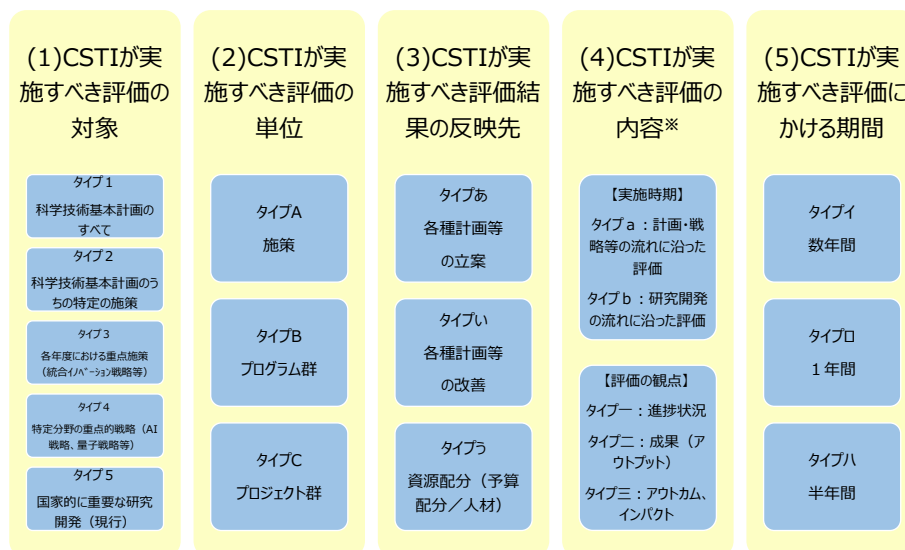 (1)CSTIが実
施すべき評価の
対象
タイプ１
科学技術基本計画の
すべて
タイプ２
科学技術基本計画のう
ちの特定の施策
タイプ３
各年度における重点施策
（統合ｲﾉﾍﾞｰｼｮﾝ戦略等）
タイプ４
特定分野の重点的戦略（AI
戦略、量子戦略等）
タイプ５
国家的に重要な研究
開発（現行）
(2)CSTIが実
施すべき評価の
単位
タイプA
施策
タイプB
プログラム群
タイプC
プロジェクト群
(3)CSTIが実
施すべき評価結
果の反映先
タイプあ
各種計画等
の立案
タイプい
各種計画等
の改善
タイプう
資源配分（予算
配分／人材）
(4)CSTIが実
施すべき評価の
内容※
【実施時期】
タイプａ：計画・戦
略等の流れに沿った
評価
タイプｂ：研究開発
の流れに沿った評価
【評価の観点】
タイプ一：進捗状況
タイプ二：成果（ア
ウトプット）
タイプ三：アウトカム、
インパクト
(5)CSTIが実
施すべき評価に
かける期間
タイプイ
数年間
タイプロ
１年間
タイプハ
半年間